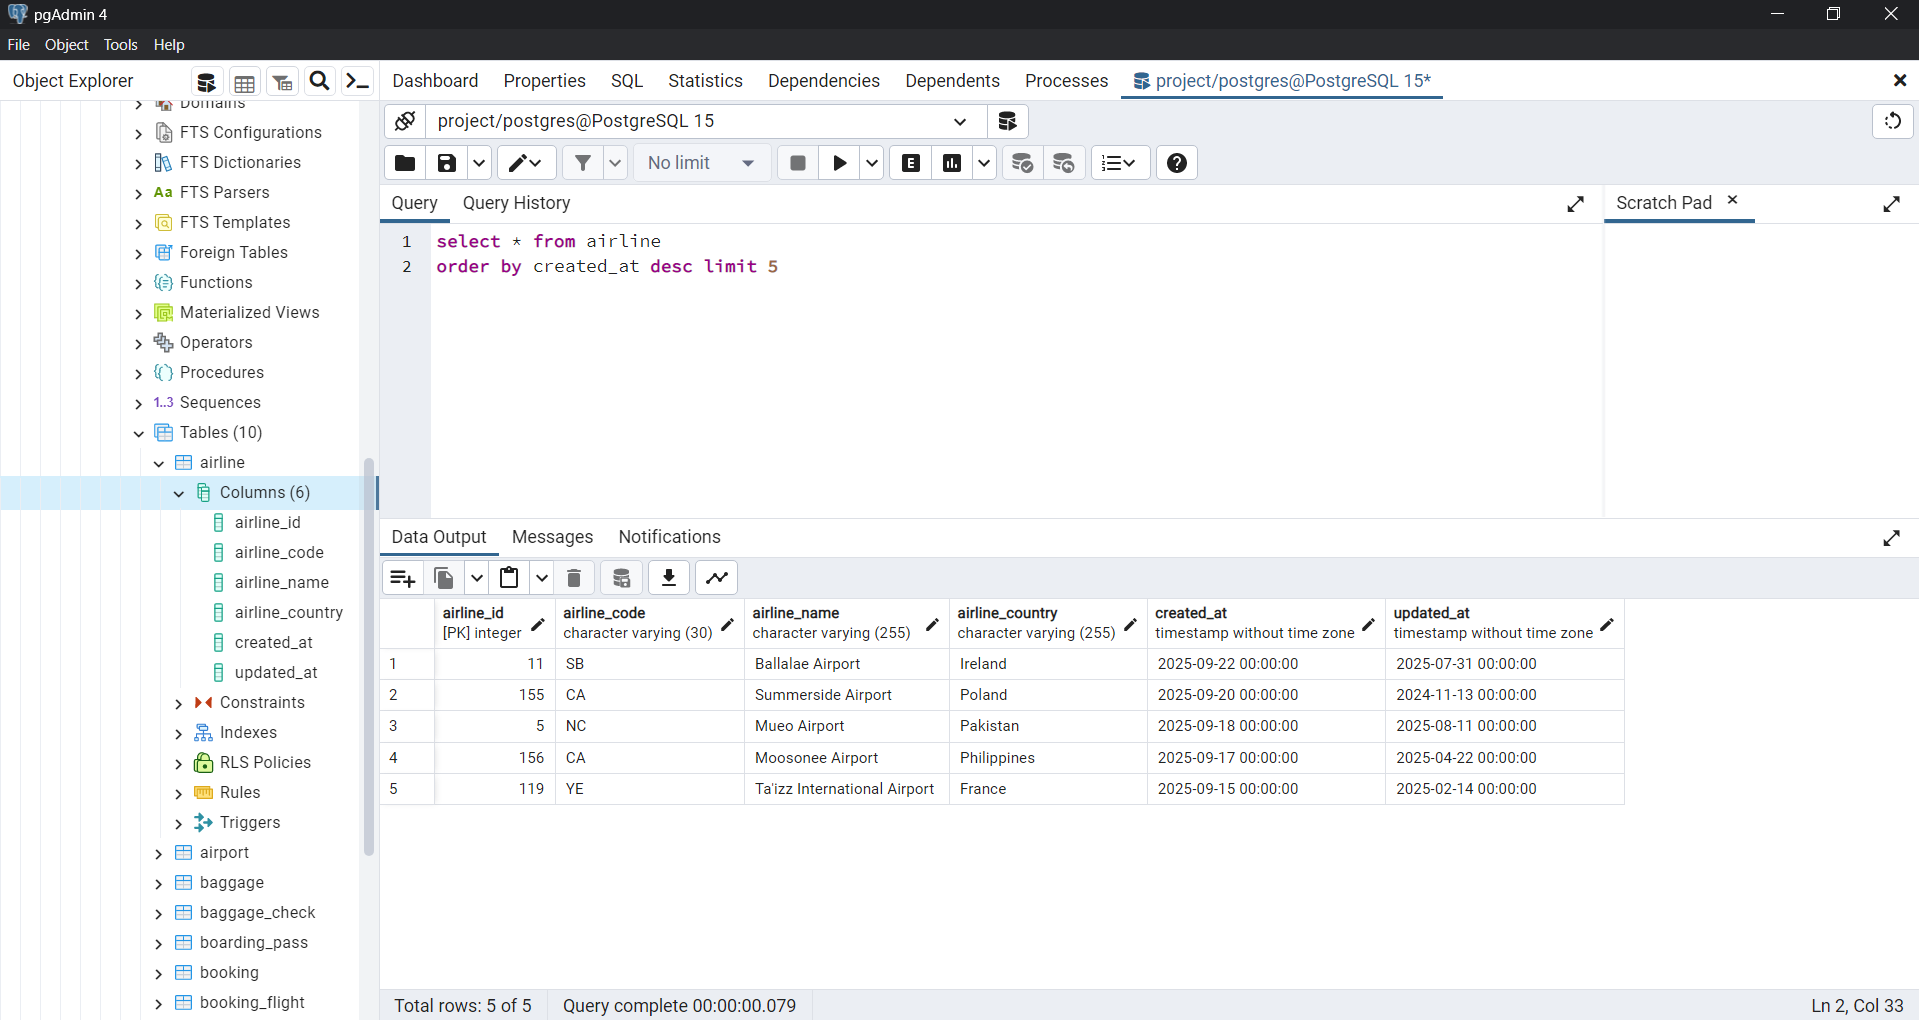 pgAdmin 4
File Object Tools Help
Object Explorer
Dashboard Properties SQL Statistics Dependencies Dependents Processes project/postgres@PostgreSQL 15*
Domains
FTS Configurations
FTS Dictionaries
Aa FTS Parsers
FTS Templates
Foreign Tables
Functions
Materialized Views
Operators
Procedures
1..3 Sequences
Tables (10)
airline
Columns (6)
airline_id
airline_code
airline_name
airline_country
created_at
updated_at
Constraints
Indexes
RLS Policies
Rules
Triggers
airport
baggage
baggage_check
boarding_pass
booking
booking_flight
project/postgres@PostgreSQL 15
No limit
E
Query Query History
Scratch Pad
1 select * from airline
2 order by created_at desc limit 5
Data Output Messages Notifications
airline_id airline_code airline_name airline_country created_at updated_at
[PK] integer character varying (30) character varying (255) character varying (255) timestamp without time zone timestamp without time zone
1 11 SB Ballalae Airport Ireland 2025-09-22 00:00:00 2025-07-31 00:00:00
2 155 CA Summerside Airport Poland 2025-09-20 00:00:00 2024-11-13 00:00:00
3 5 NC Mueo Airport Pakistan 2025-09-18 00:00:00 2025-08-11 00:00:00
4 156 CA Moosonee Airport Philippines 2025-09-17 00:00:00 2025-04-22 00:00:00
5 119 YE Ta'izz International Airport France 2025-09-15 00:00:00 2025-02-14 00:00:00
Total rows: 5 of 5 Query complete 00:00:00.079 Ln 2, Col 33